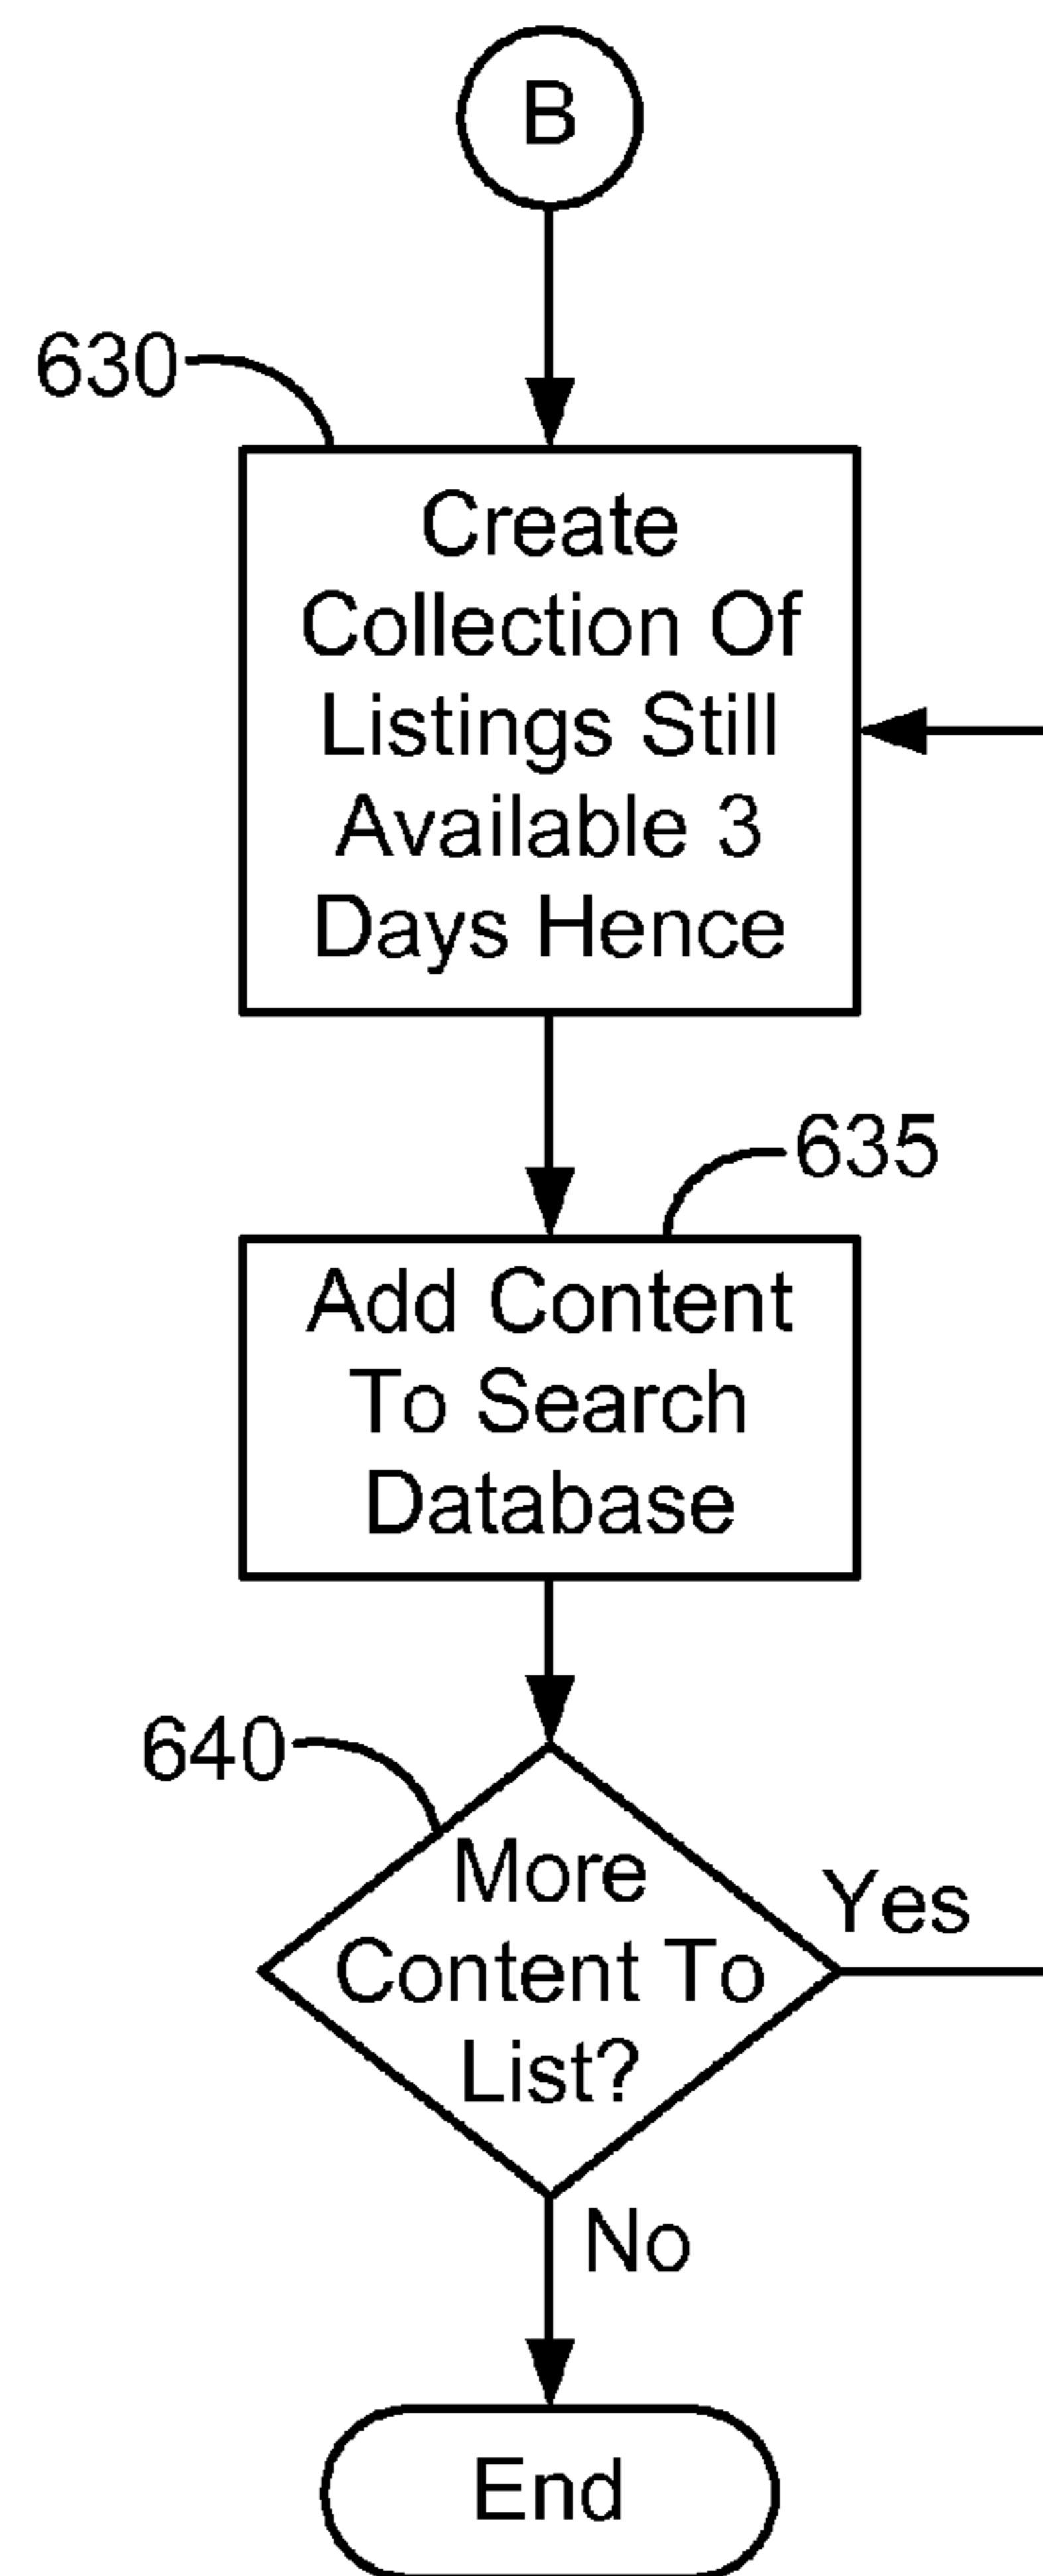 B
630
Create
Collection Of
Listings Still
Available 3
Days Hence
635
Add Content
To Search
Database
640
More
Content To
List?
Yes
No
End